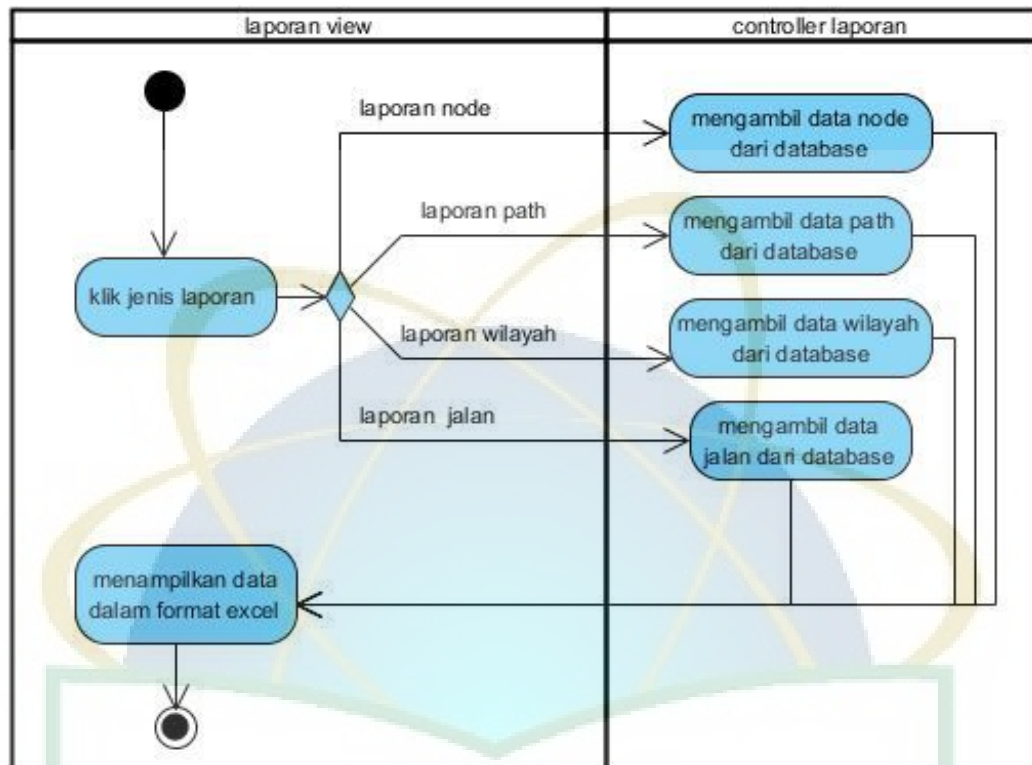 laporan view
controller laporan
laporan node
mengambil data node
dari database
laporan path
mengambil data path
dari database
klik jenis laporan
laporan wilayah
mengambil data wilayah
dari database
laporan jalan
mengambil data
jalan dari database
menampilkan data
dalam format excel